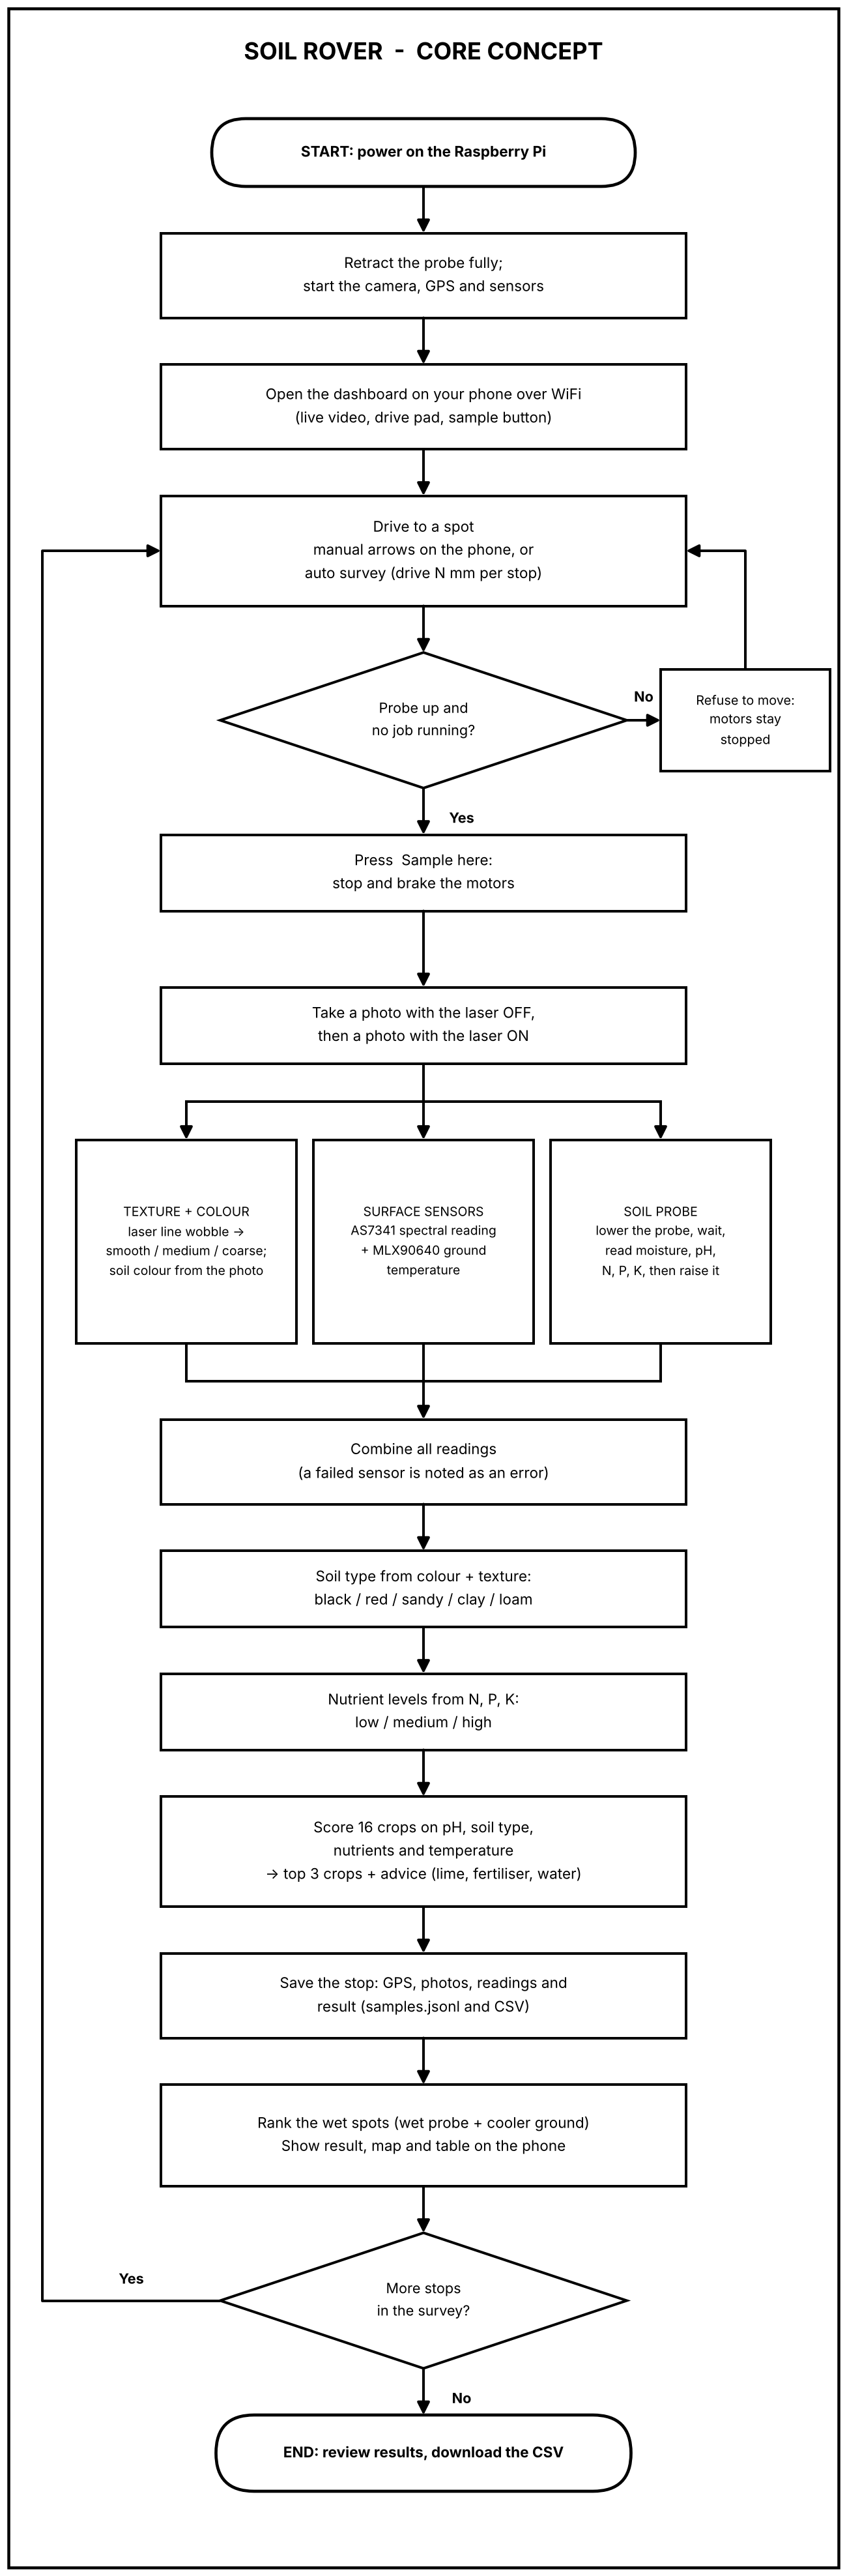 SOIL ROVER - CORE CONCEPT
START: power on the Raspberry Pi
Retract the probe fully;
start the camera, GPS and sensors
Open the dashboard on your phone over WiFi
(live video, drive pad, sample button)
Drive to a spot
manual arrows on the phone, or
auto survey (drive N mm per stop)
Probe up and
no job running?
No
Refuse to move:
motors stay
stopped
Yes
Press Sample here:
stop and brake the motors
Take a photo with the laser OFF,
then a photo with the laser ON
TEXTURE + COLOUR
laser line wobble →
smooth / medium / coarse;
soil colour from the photo
SURFACE SENSORS
AS7341 spectral reading
+ MLX90640 ground
temperature
SOIL PROBE
lower the probe, wait,
read moisture, pH,
N, P, K, then raise it
Combine all readings
(a failed sensor is noted as an error)
Soil type from colour + texture:
black / red / sandy / clay / loam
Nutrient levels from N, P, K:
low / medium / high
Score 16 crops on pH, soil type,
nutrients and temperature
→ top 3 crops + advice (lime, fertiliser, water)
Save the stop: GPS, photos, readings and
result (samples.jsonl and CSV)
Rank the wet spots (wet probe + cooler ground)
Show result, map and table on the phone
Yes
More stops
in the survey?
No
END: review results, download the CSV